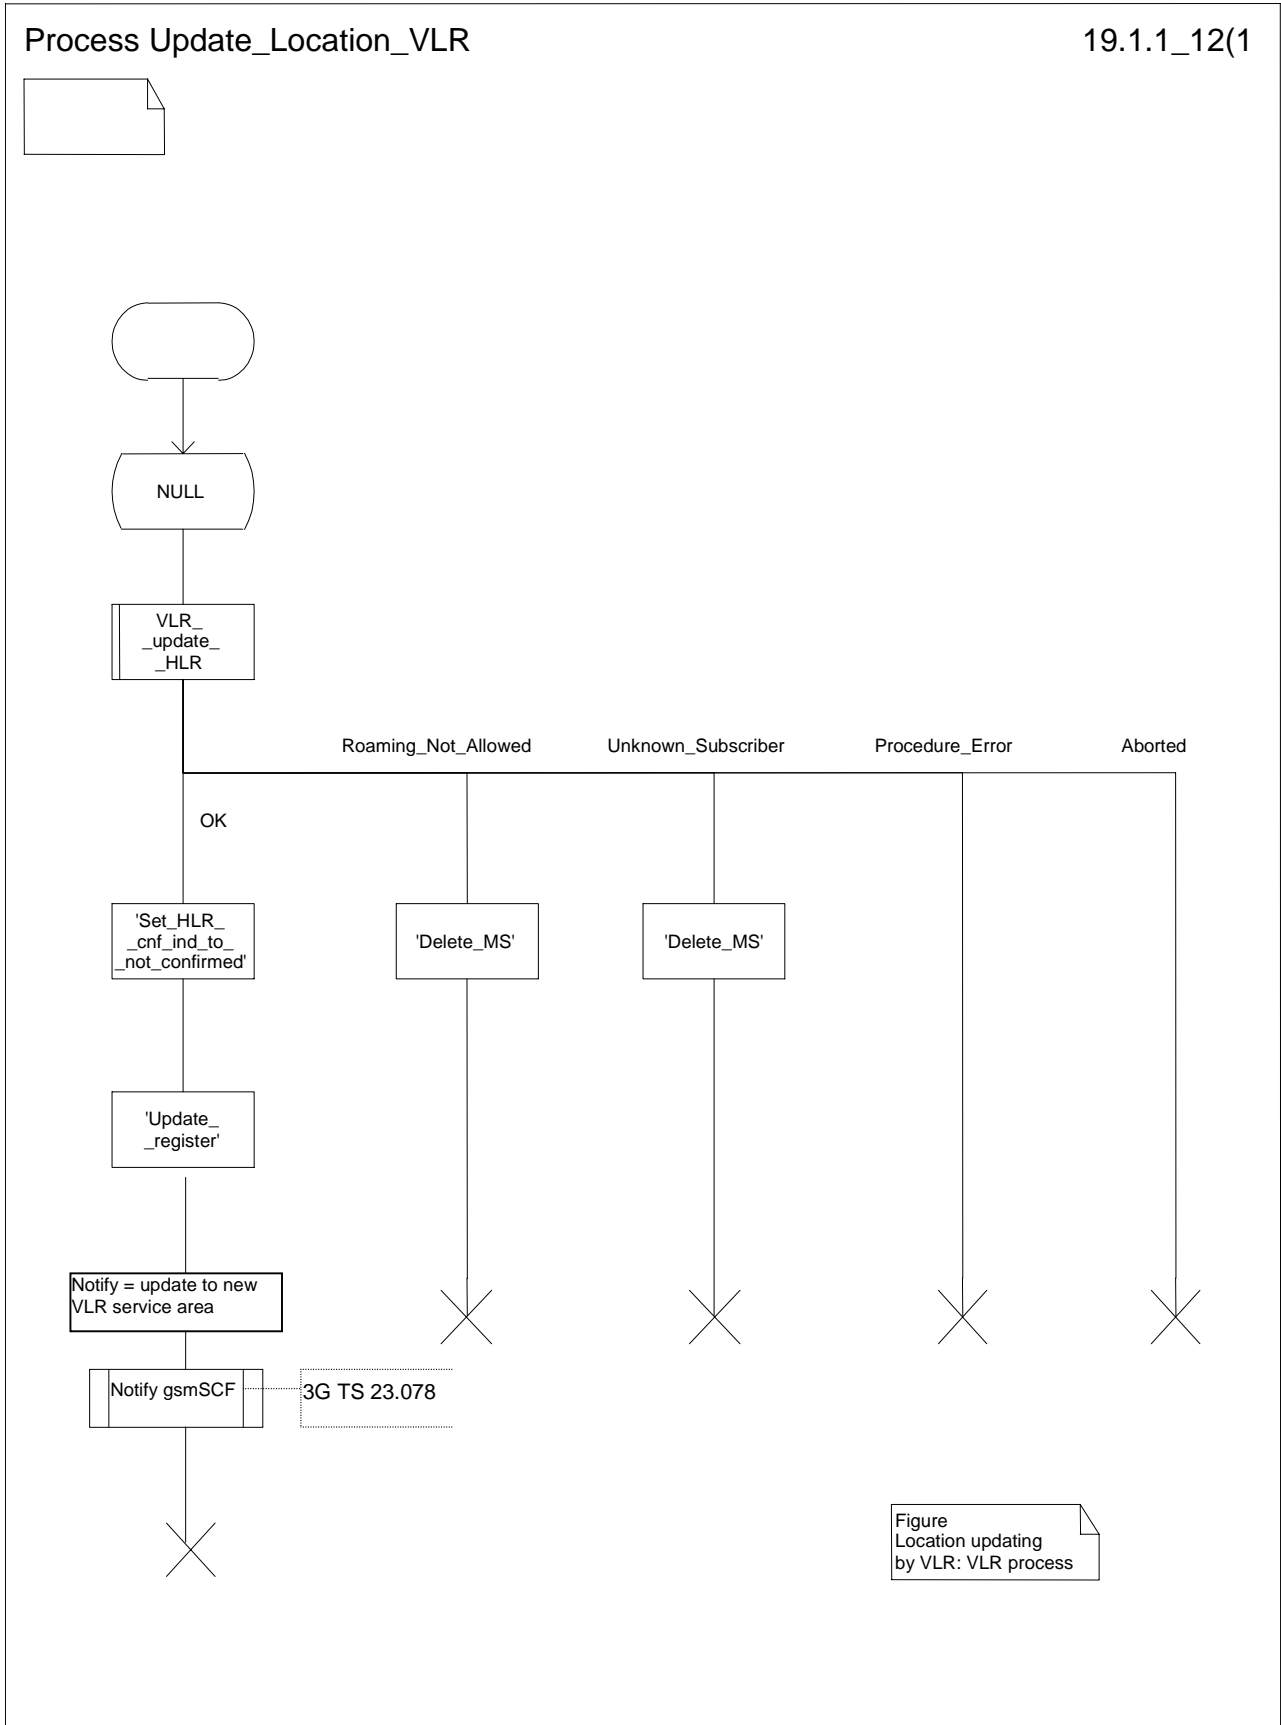 Process Update_Location_VLR
19.1.1_12(1
NULL
VLR_
_update_
_HLR
Roaming_Not_Allowed
Unknown_Subscriber
Procedure_Error
Aborted
OK
'Set_HLR_
_cnf_ind_to_
_not_confirmed'
'Delete_MS'
'Delete_MS'
'Update_
_register'
Notify = update to new
VLR service area
Notify gsmSCF
3G TS 23.078
Figure
Location updating
by VLR: VLR process